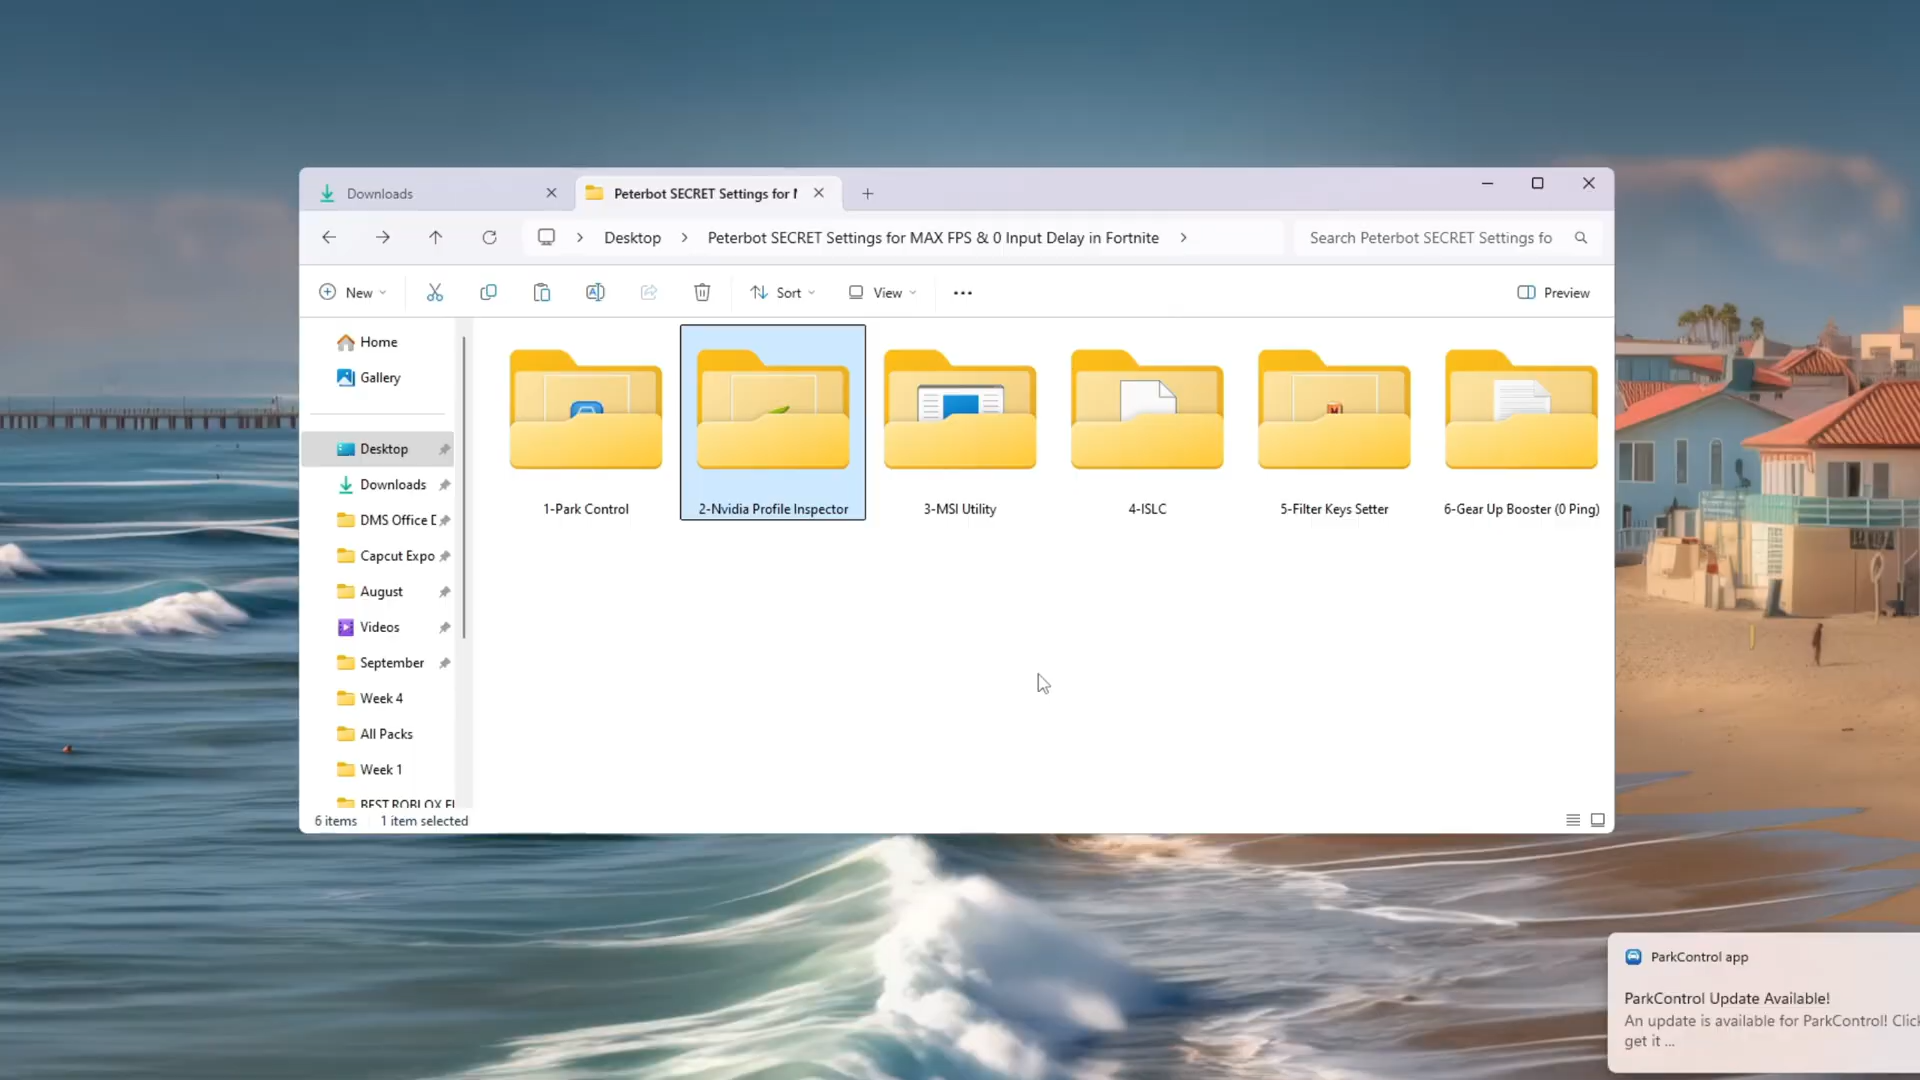 Downloads
Peterbot SECRET Settings for M
Desktop
Peterbot SECRET Settings for MAX FPS & 0 Input Delay in Fortnite
Search Peterbot SECRET Settings fo
New
Sort
View
Preview
Home
Gallery
Desktop
Downloads
DMS Office D
Capcut Expo
August
Videos
September
Week 4
All Packs
Week 1
BEST ROBLOX
1-Park Control
2-Nvidia Profile Inspector
3-MSI Utility
4-ISLC
5-Filter Keys Setter
6-Gear Up Booster (0 Ping)
6 items
1 item selected
ParkControl app
ParkControl Update Available!
An update is available for ParkControl! Click
get it ...